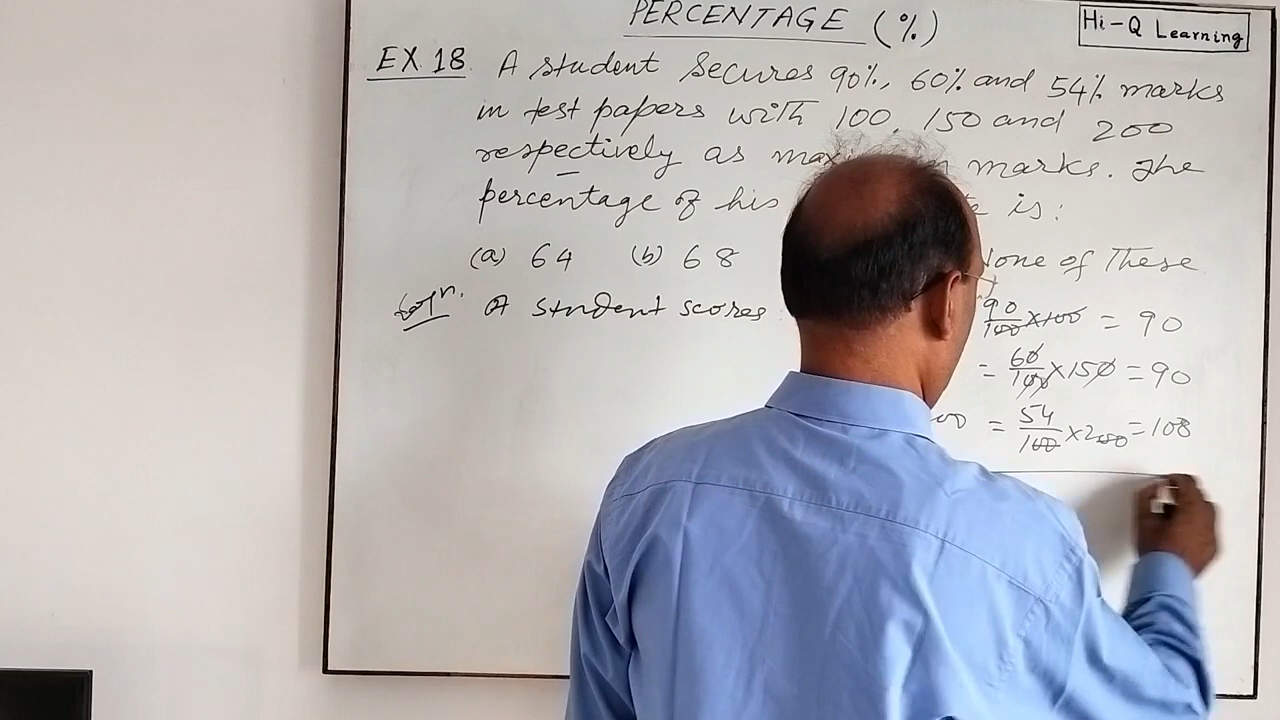 PERCENTAGE (%)
Hi-Q Learning
EX. 18 A student secures 90%, 60% and 54% marks
in test papers with 100, 150 and 200
respectively as marks. The
percentage of his is:
(a) 64 (b) 68 None of These
Solⁿ. A student scores
90/100 × 100 = 90
= 60/100 × 150 = 90
= 54/100 × 200 = 108